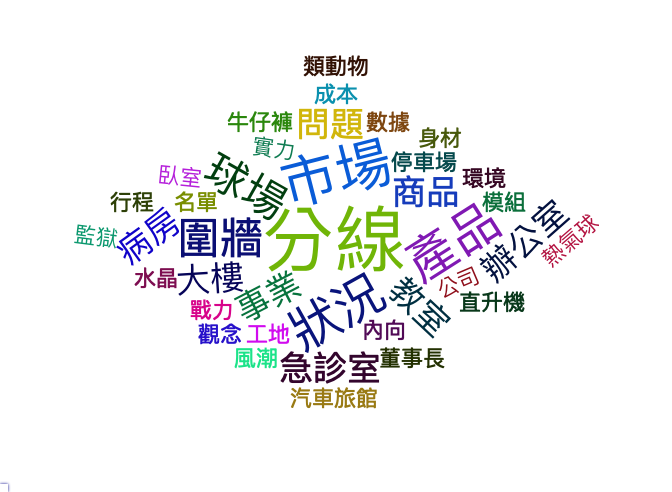 類動物
成本
牛仔褲
問題
數據
實力
市場
身材
停車場
臥室
球場
商品
環境
行程
名單
模組
監獄
病房
圍牆
分線
產品
辦公室
熱氣球
水晶
大樓
事業
狀況
教室
公司
直升機
戰力
觀念
工地
內向
風潮
急診室
董事長
汽車旅館